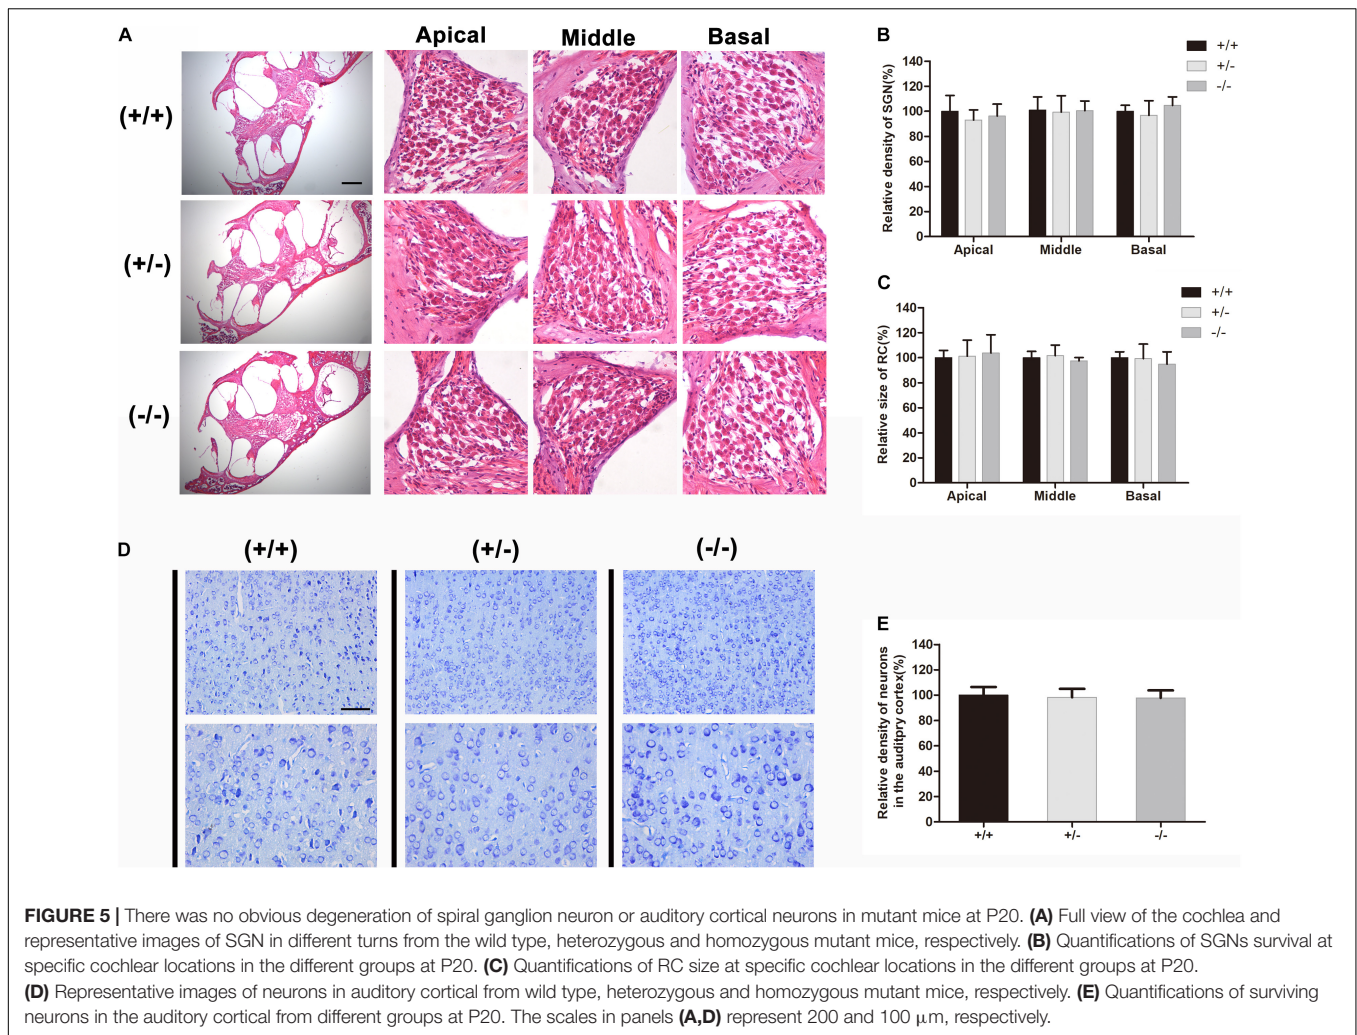 A
Apical Middle Basal
(+/+)
(+/-)
(-/-)
B
+/+
+/-
-/-
Relative density of SGN(%)
140
120
100
80
60
40
20
0
Apical Middle Basal
C
+/+
+/-
-/-
Relative size of RC(%)
140
120
100
80
60
40
20
0
Apical Middle Basal
D
(+/+) (+/-) (-/-)
E
Relative density of neurons
in the auditpry cortex(%)
140
120
100
80
60
40
20
0
+/+ +/- -/-
FIGURE 5 | There was no obvious degeneration of spiral ganglion neuron or auditory cortical neurons in mutant mice at P20. (A) Full view of the cochlea and
representative images of SGN in different turns from the wild type, heterozygous and homozygous mutant mice, respectively. (B) Quantifications of SGNs survival at
specific cochlear locations in the different groups at P20. (C) Quantifications of RC size at specific cochlear locations in the different groups at P20.
(D) Representative images of neurons in auditory cortical from wild type, heterozygous and homozygous mutant mice, respectively. (E) Quantifications of surviving
neurons in the auditory cortical from different groups at P20. The scales in panels (A,D) represent 200 and 100 μm, respectively.